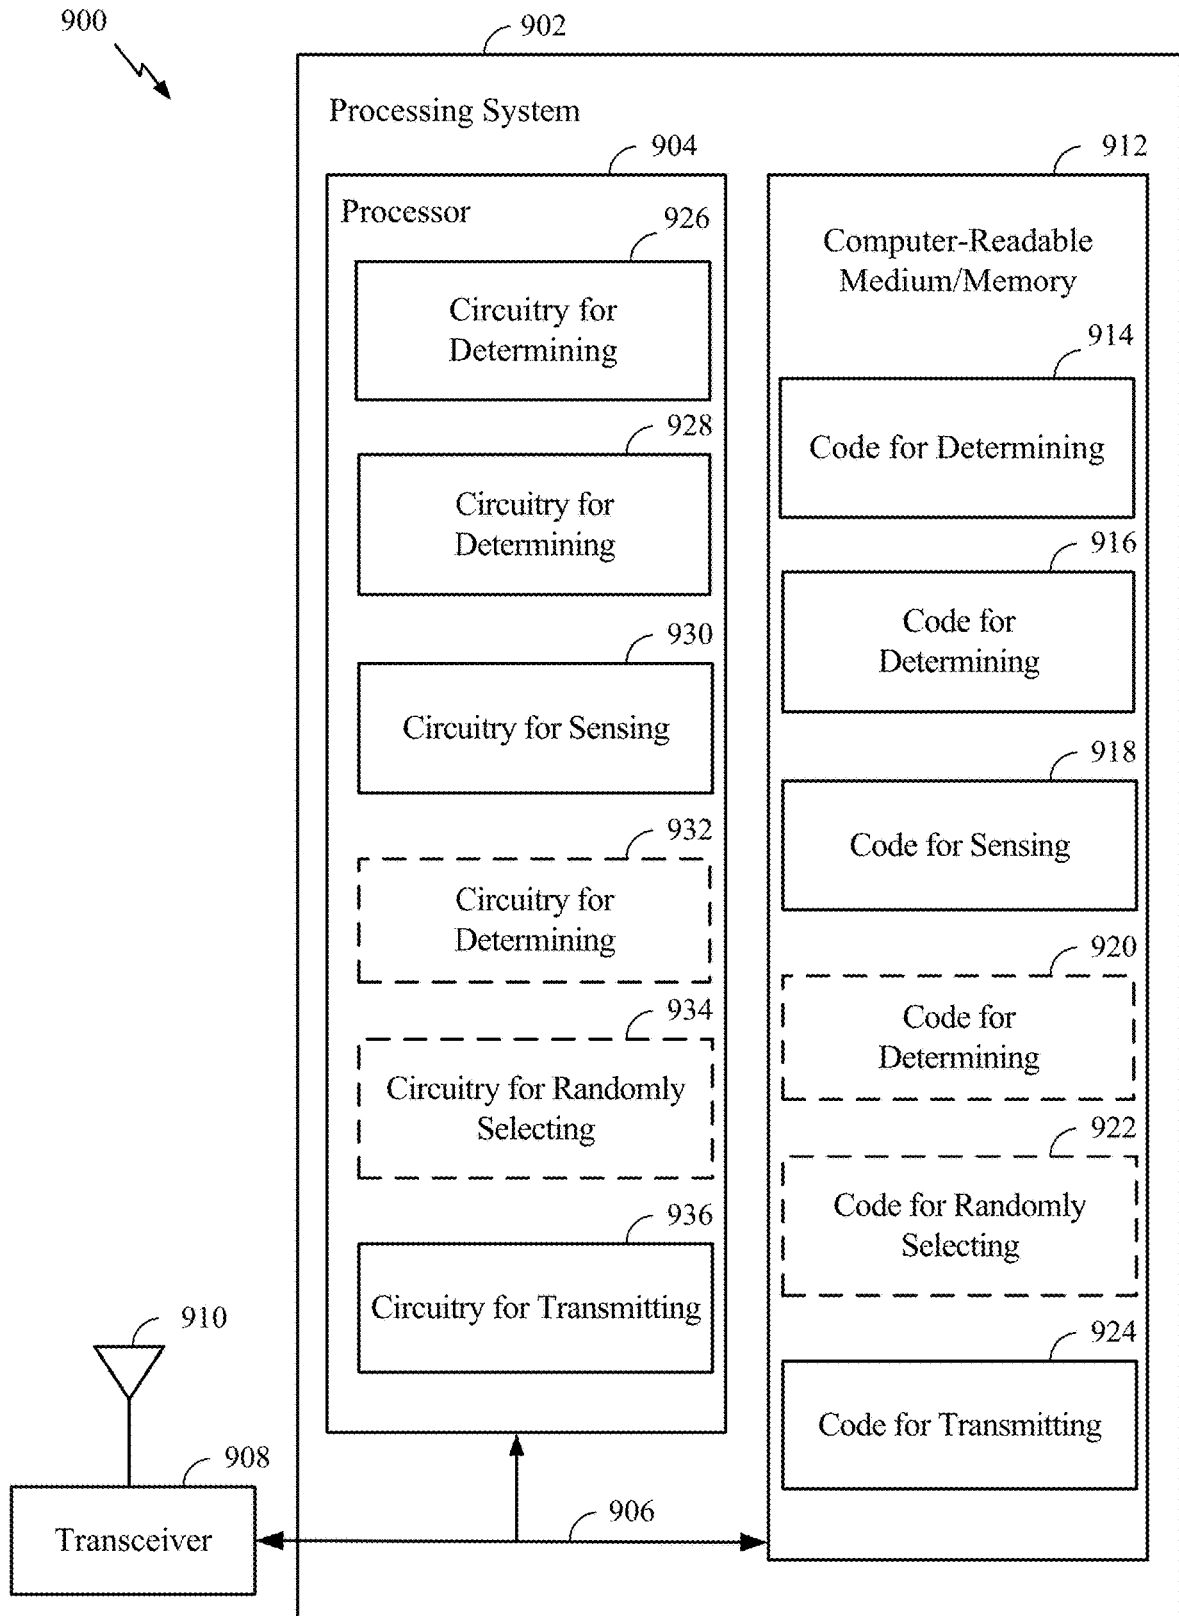 900
902
Processing System
904
Processor
926
Circuitry for
Determining
928
Circuitry for
Determining
930
Circuitry for Sensing
932
Circuitry for
Determining
934
Circuitry for Randomly
Selecting
936
Circuitry for Transmitting
912
Computer-Readable
Medium/Memory
914
Code for Determining
916
Code for
Determining
918
Code for Sensing
920
Code for
Determining
922
Code for Randomly
Selecting
924
Code for Transmitting
910
908
Transceiver
906